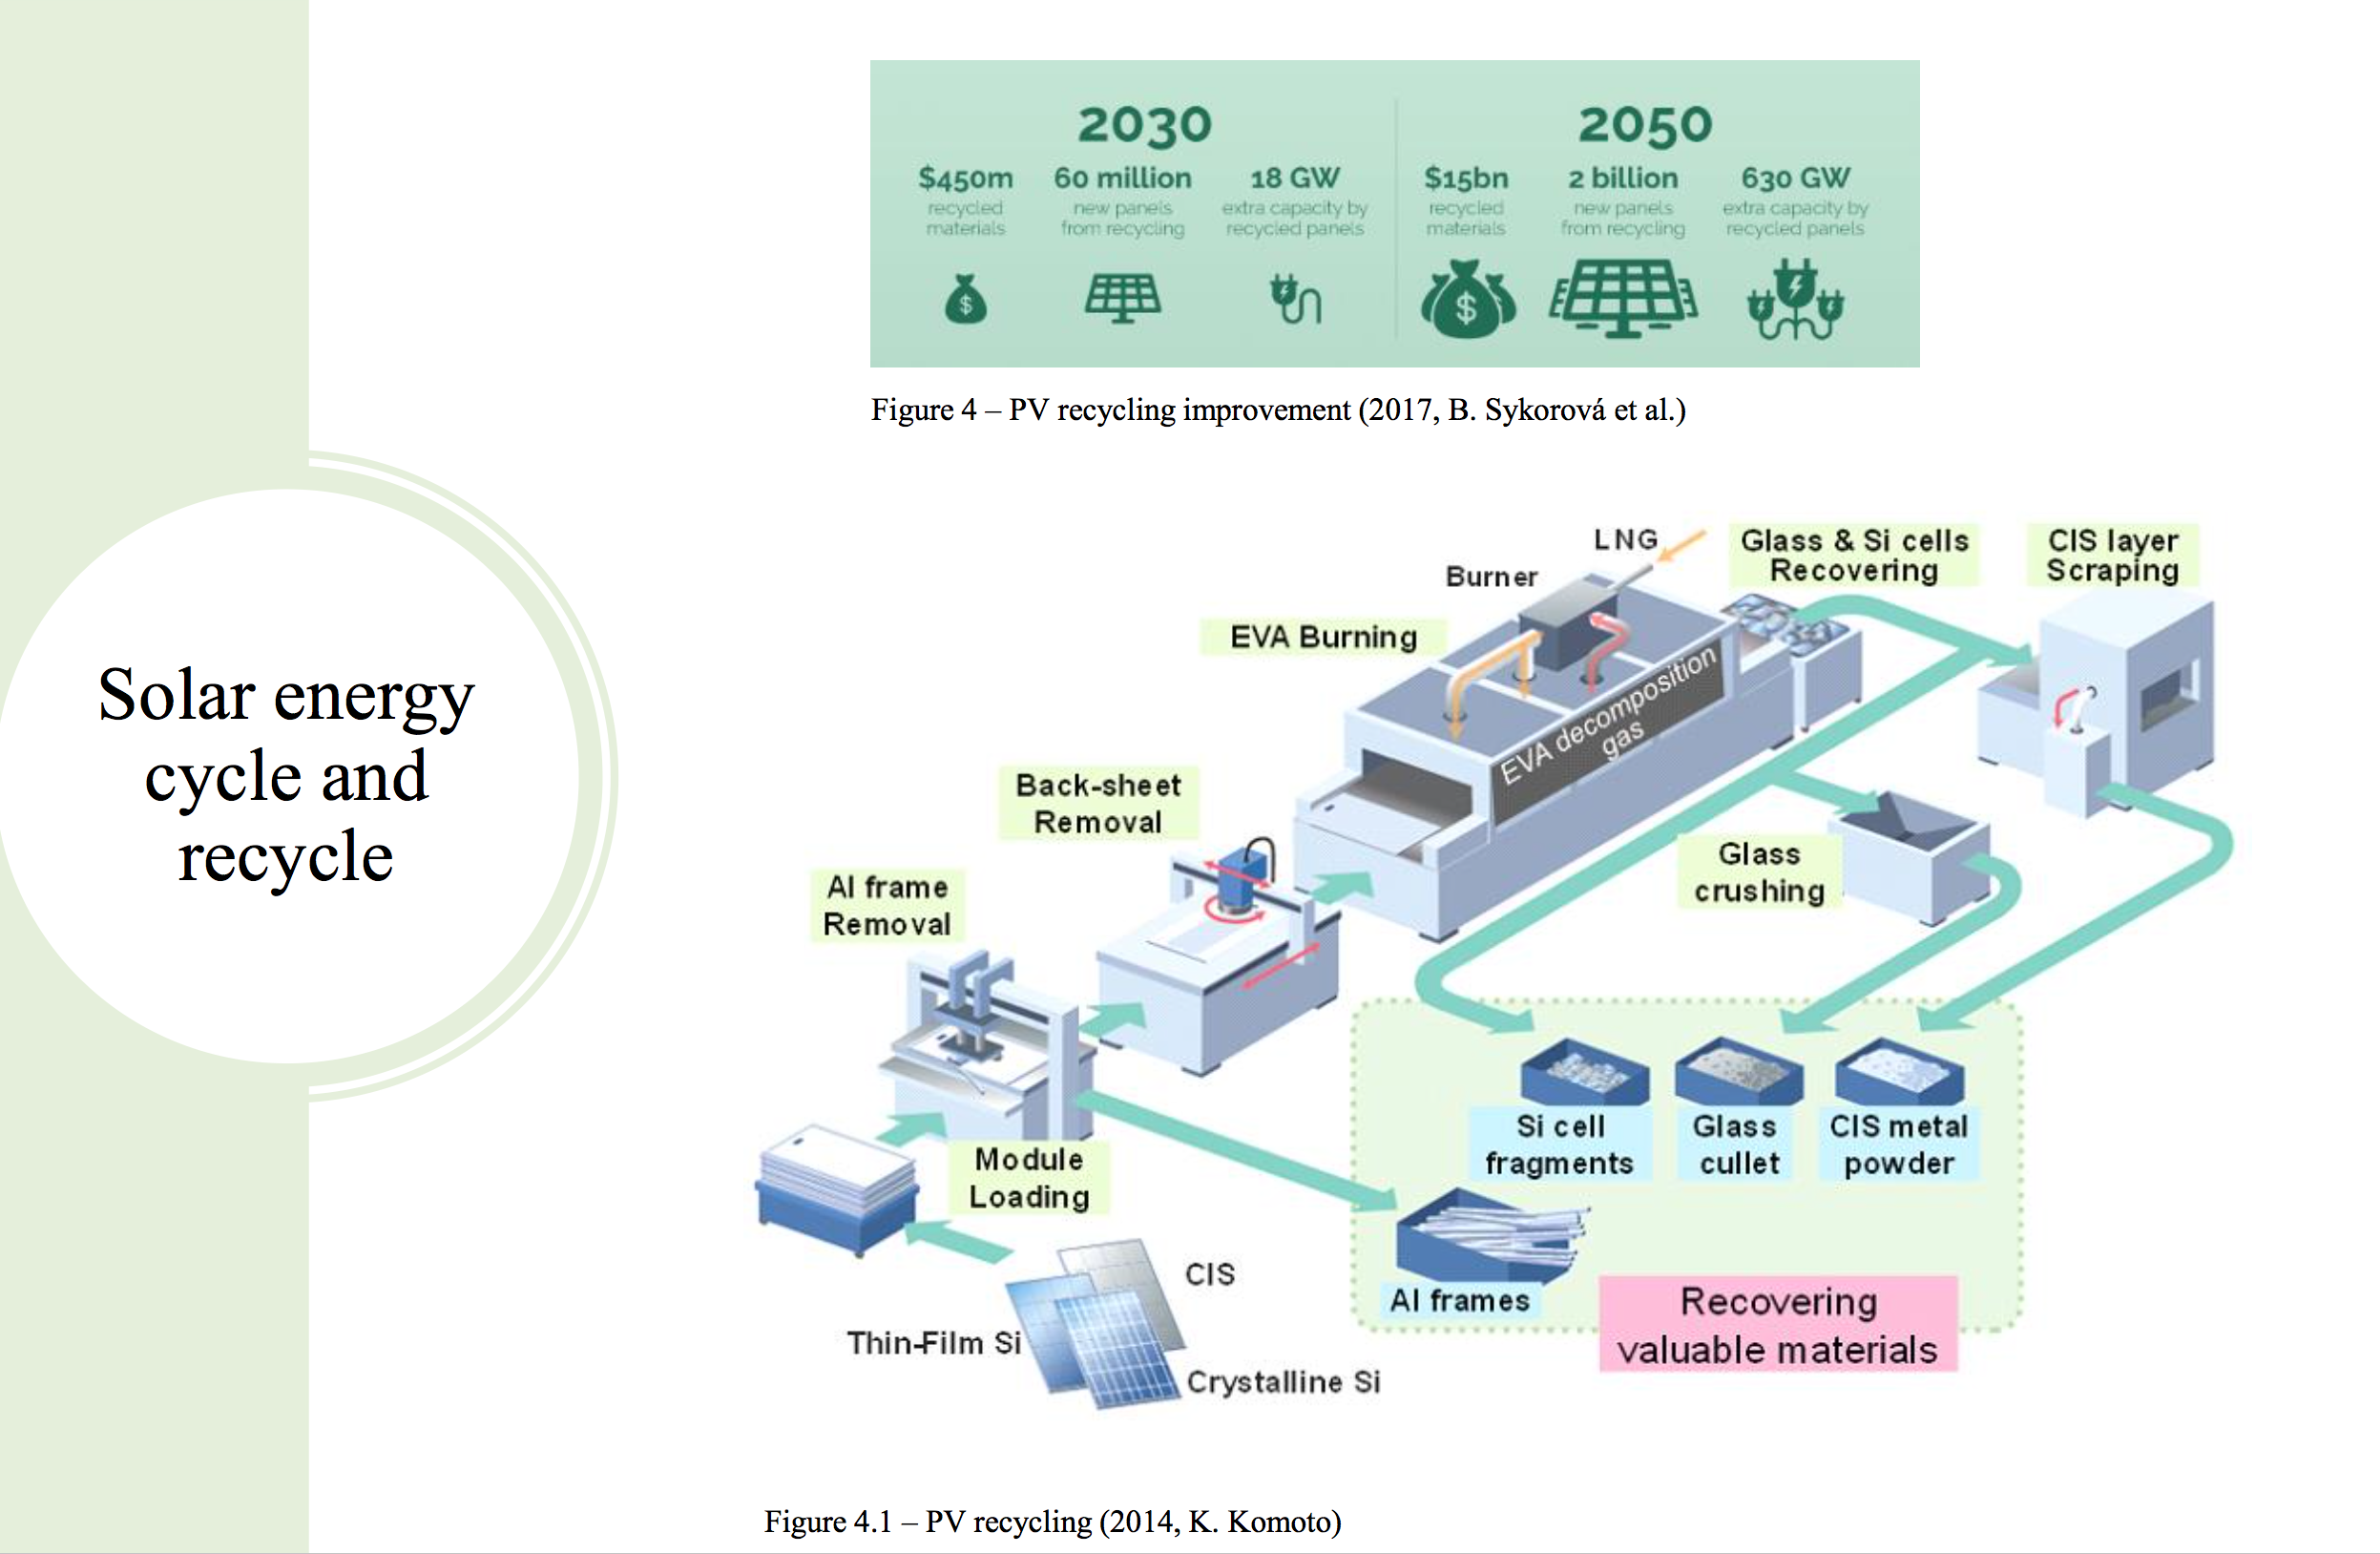 Solar energy
cycle and
recycle
2030
$450m
recycled
materials
60 million
new panels
from recycling
18 GW
extra capacity by
recycled panels
2050
$15bn
recycled
materials
2 billion
new panels
from recycling
630 GW
extra capacity by
recycled panels
$
$
Figure 4 – PV recycling improvement (2017, B. Sykorová et al.)
LNG
Burner
Glass & Si cells
Recovering
CIS layer
Scraping
EVA Burning
EVA decomposition
gas
Back-sheet
Removal
Glass
crushing
Al frame
Removal
Module
Loading
Si cell
fragments
Glass
cullet
CIS metal
powder
Al frames
CIS
Thin-Film Si
Crystalline Si
Recovering
valuable materials
Figure 4.1 – PV recycling (2014, K. Komoto)